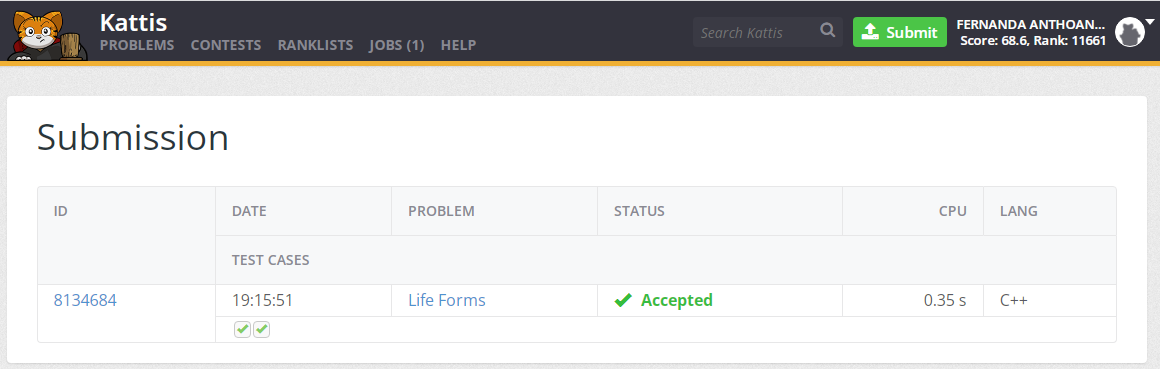 Kattis
PROBLEMS CONTESTS RANKLISTS JOBS (1) HELP
Search Kattis
Submit
FERNANDA ANTHOAN...
Score: 68.6, Rank: 11661
Submission
ID DATE PROBLEM STATUS CPU LANG
TEST CASES
8134684 19:15:51 Life Forms Accepted 0.35 s C++